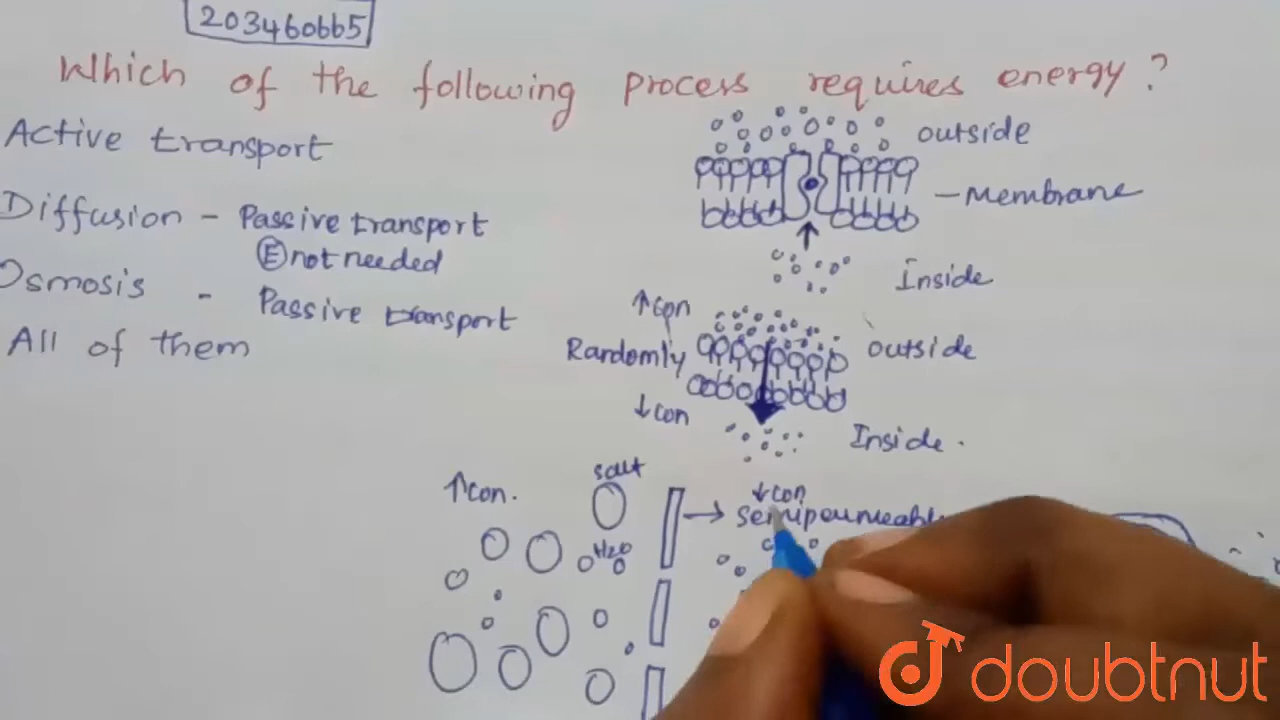 203460665
Which of the following process requires energy?
Active transport
Diffusion - Passive transport
Ⓔ not needed
Osmosis - Passive transport
All of them
outside
-Membrane
Inside
↑con
Randomly
outside
↓con
Inside.
↑con.
salt
H2O
↓con
doubtnut